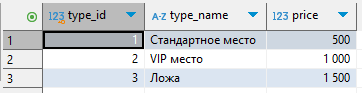 123 type_id A-Z type_name 123 price
1 1 Стандартное место 500
2 2 VIP место 1 000
3 3 Ложа 1 500